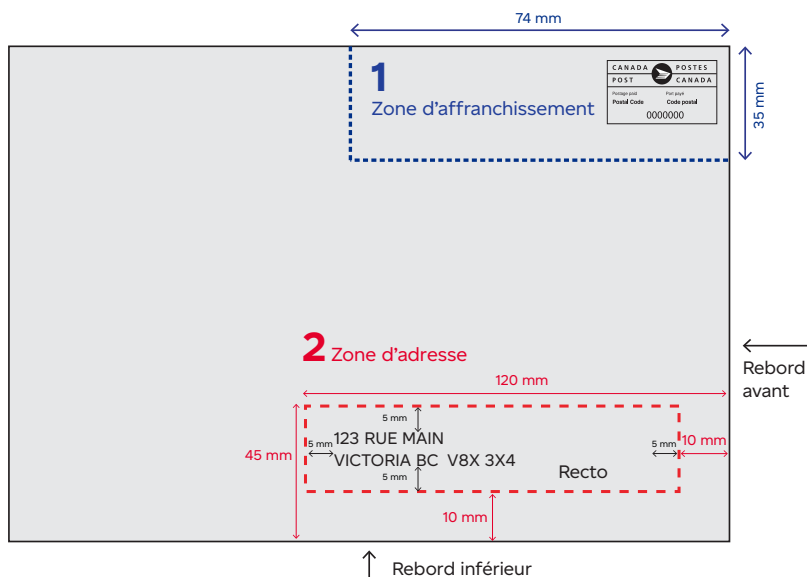 74 mm
1
Zone d'affranchissement
CANADA POSTES
POST CANADA
Postage paid Port payé
Postal Code Code postal
0000000
35 mm
2 Zone d'adresse
Rebord
avant
120 mm
5 mm
123 RUE MAIN
5 mm 5 mm 10 mm
45 mm
VICTORIA BC V8X 3X4
Recto
5 mm
10 mm
Rebord inférieur